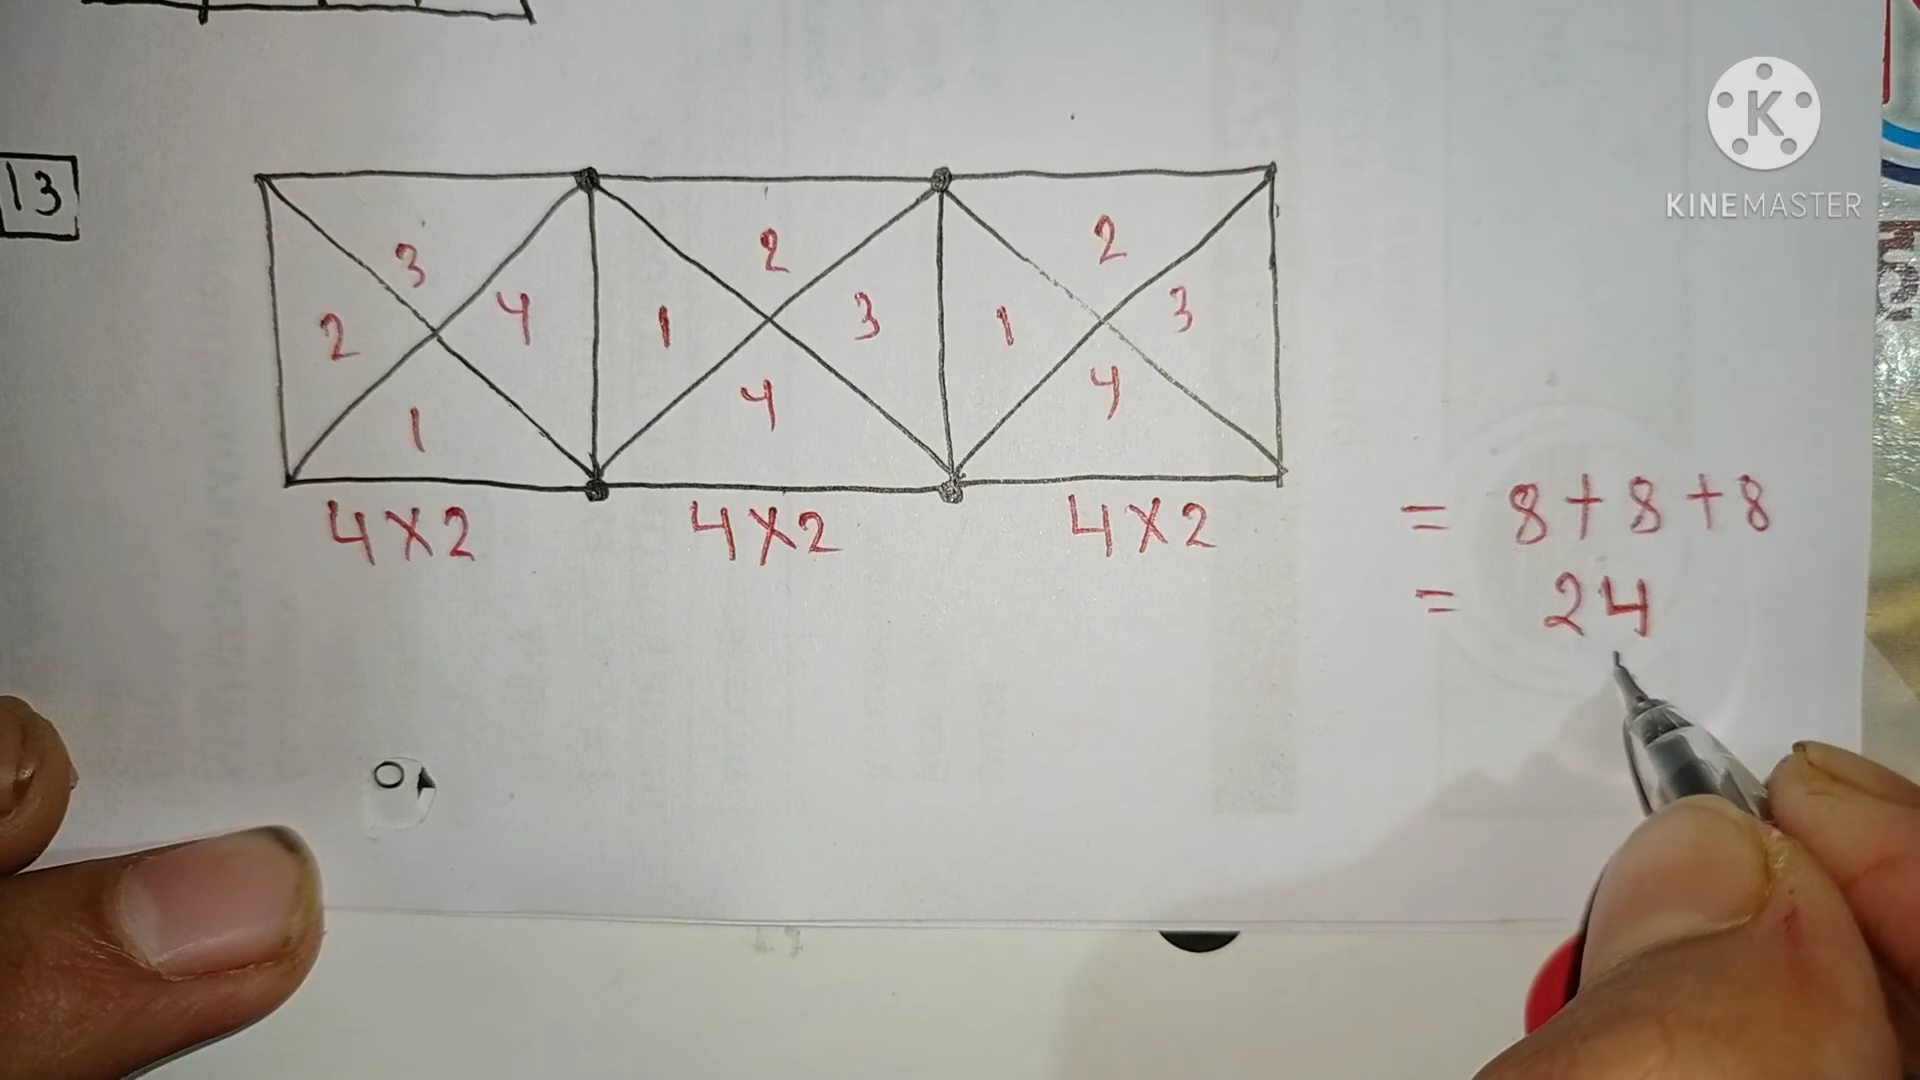 K
KINEMASTER
13
3 2 2
2 4 1 3 1 3
1 4 4
4X2 4X2 4X2 = 8+8+8
= 24